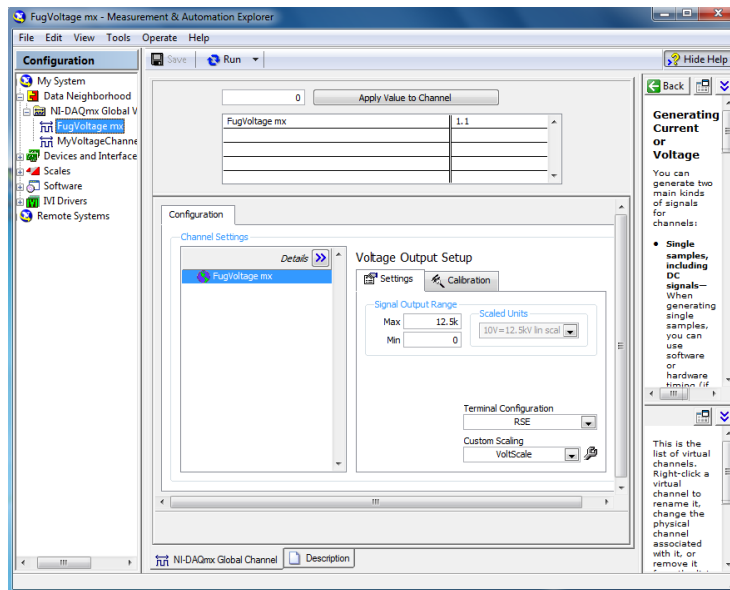 FugVoltage mx - Measurement & Automation Explorer
File Edit View Tools Operate Help
Configuration
Save Run Hide Help
My System
Data Neighborhood
NI-DAQmx Global V
FugVoltage mx
MyVoltageChanne
Devices and Interface
Scales
Software
IVI Drivers
Remote Systems
0 Apply Value to Channel
FugVoltage mx 1.1
Configuration
Channel Settings
Details
FugVoltage mx
Voltage Output Setup
Settings Calibration
Signal Output Range
Max 12.5k
Min 0
Scaled Units
10V=12.5kV lin scal
Terminal Configuration
RSE
Custom Scaling
VoltScale
NI-DAQmx Global Channel Description
Back
Generating
Current
or
Voltage
You can
generate two
main kinds
of signals
for
channels:
• Single
samples,
including
DC
signals—
When
generating
single
samples,
you can
use
software
or
hardware
timing (if
This is the
list of virtual
channels.
Right-click a
virtual
channel to
rename it,
change the
physical
channel
associated
with it, or
remove it